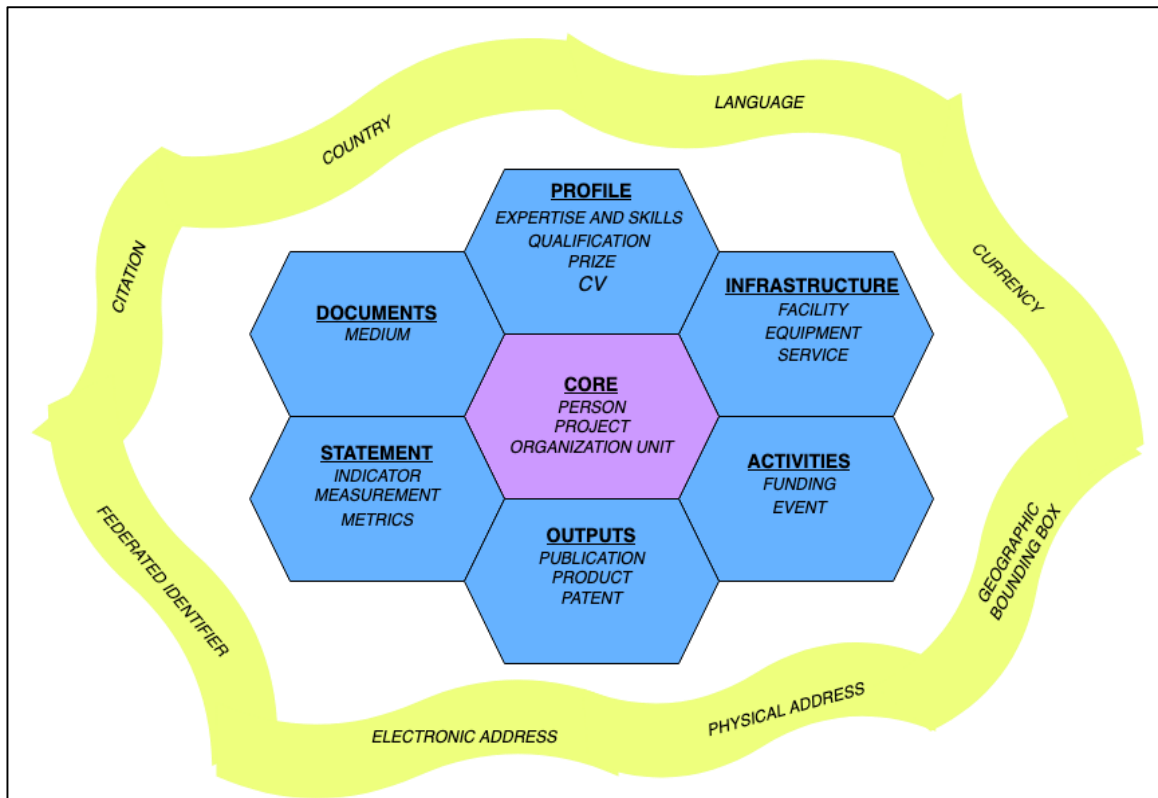 LANGUAGE
COUNTRY
CITATION
CURRENCY
PROFILE
EXPERTISE AND SKILLS
QUALIFICATION
PRIZE
CV
DOCUMENTS
MEDIUM
INFRASTRUCTURE
FACILITY
EQUIPMENT
SERVICE
CORE
PERSON
PROJECT
ORGANIZATION UNIT
STATEMENT
INDICATOR
MEASUREMENT
METRICS
ACTIVITIES
FUNDING
EVENT
OUTPUTS
PUBLICATION
PRODUCT
PATENT
GEOGRAPHIC
BOUNDING BOX
FEDERATED IDENTIFIER
PHYSICAL ADDRESS
ELECTRONIC ADDRESS